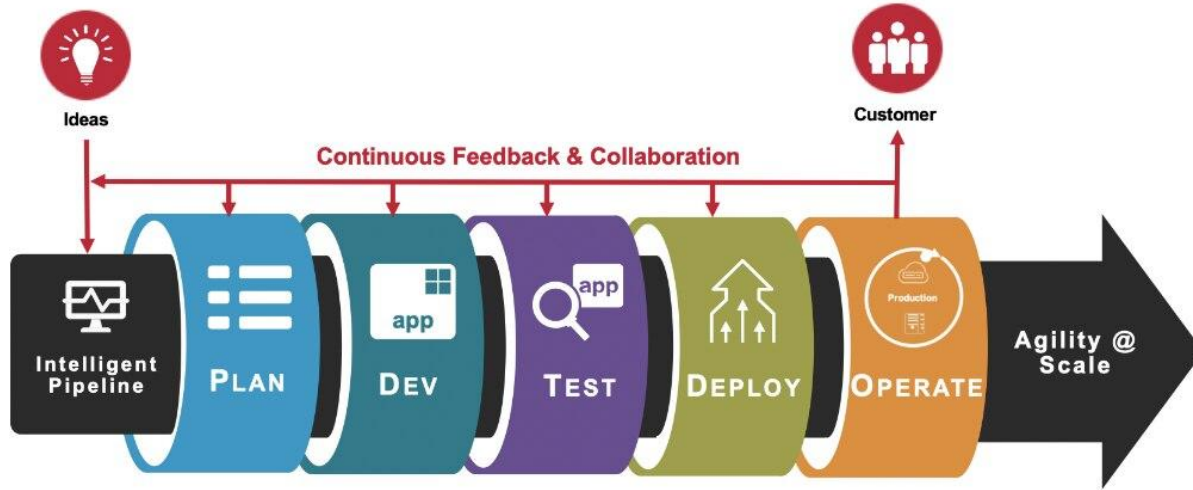 Ideas
Customer
Continuous Feedback & Collaboration
Intelligent
Pipeline
PLAN
app
DEV
app
TEST
DEPLOY
Production
OPERATE
Agility @
Scale